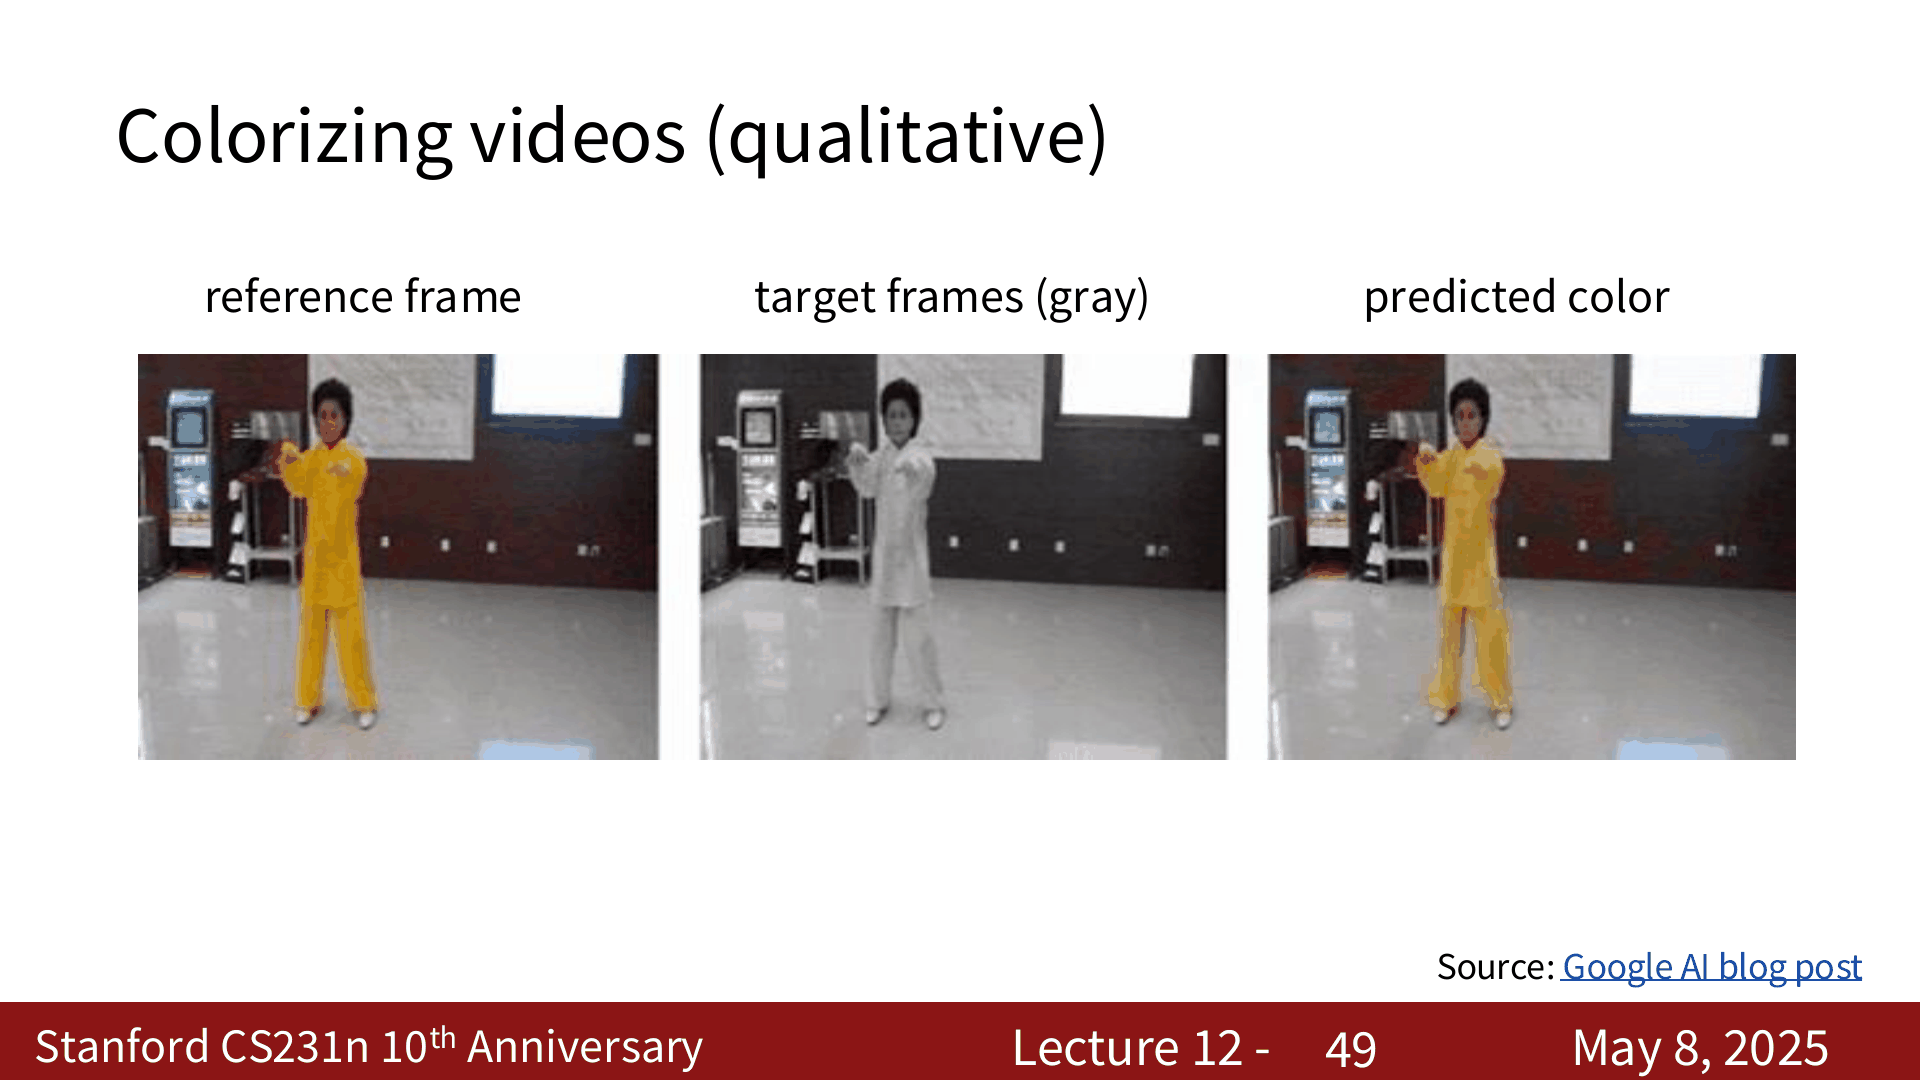 Colorizing videos (qualitative)
reference frame
target frames (gray)
predicted color
Source: Google AI blog post
Stanford CS231n 10th Anniversary
Lecture 12 - 49
May 8, 2025